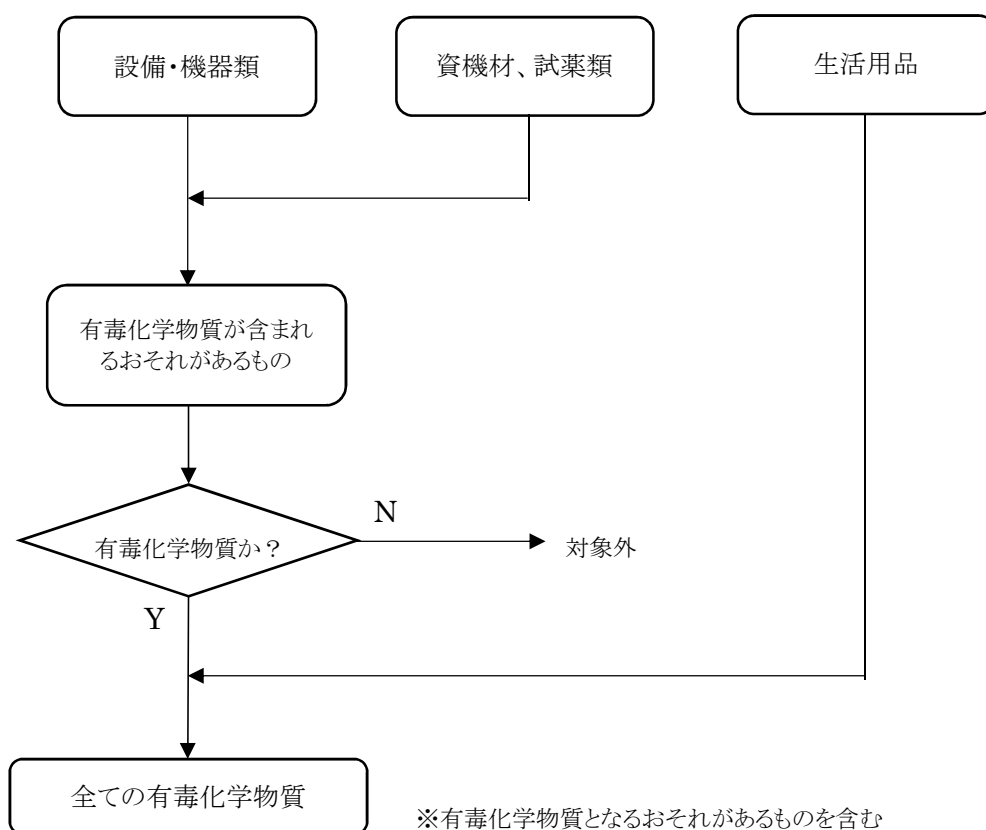 設備・機器類
資機材、試薬類
生活用品
有毒化学物質が含まれ
るおそれがあるもの
有毒化学物質か？
N
対象外
Y
全ての有毒化学物質
※有毒化学物質となるおそれがあるものを含む